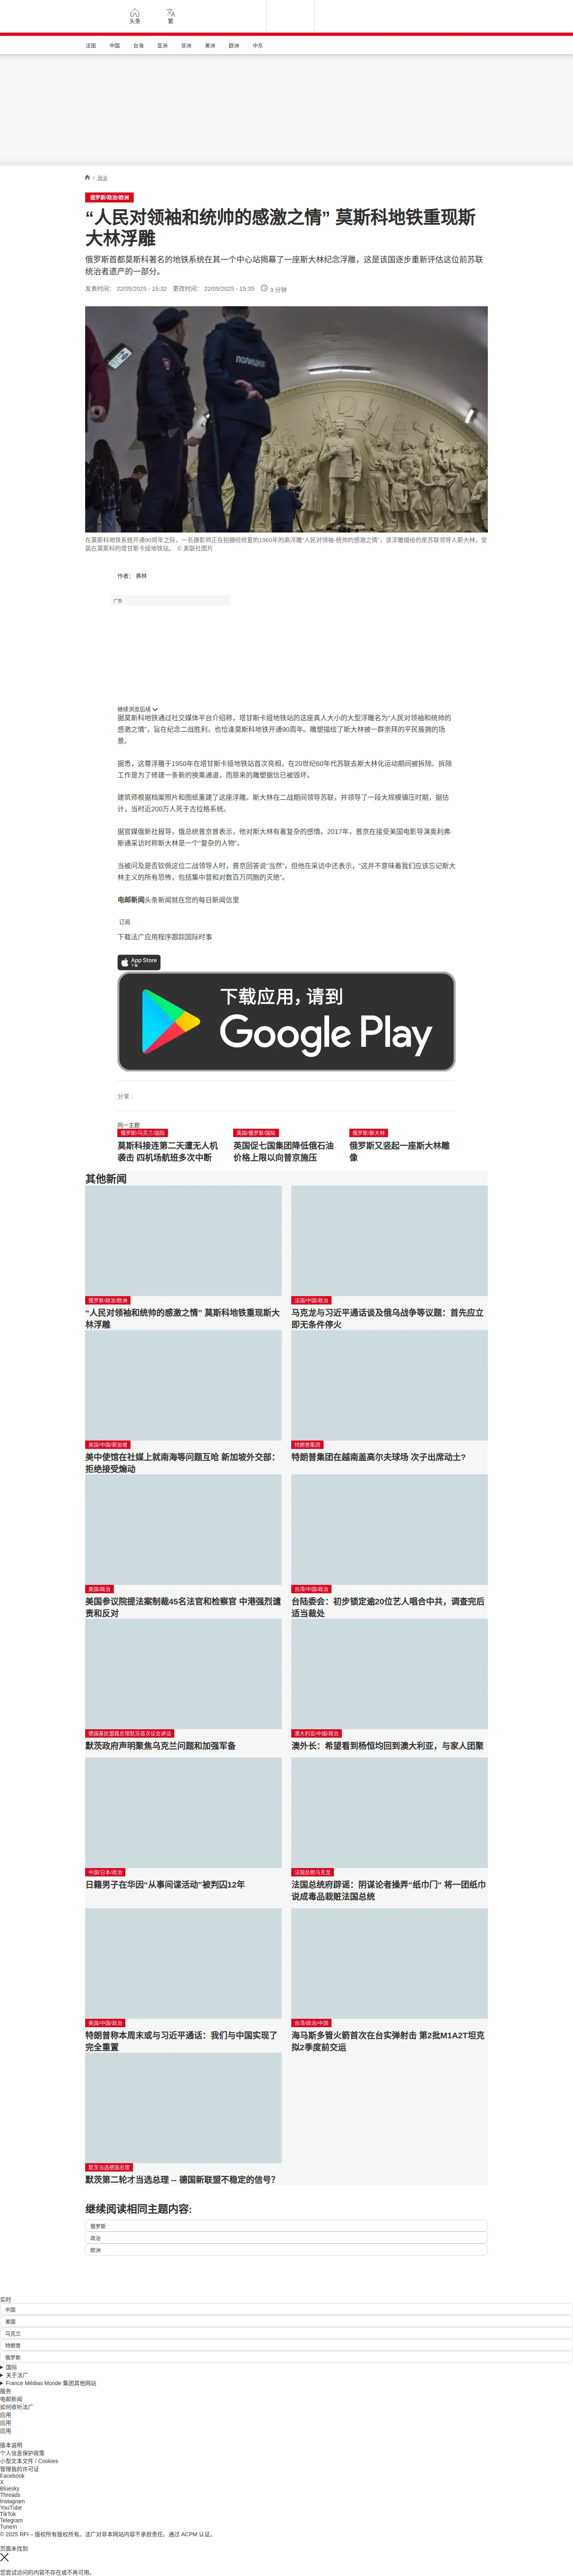 头条
繁
法国 中国 台海 亚洲 非洲 美洲 欧洲 中东
/ 政治
俄罗斯/政治/欧洲
“人民对领袖和统帅的感激之情” 莫斯科地铁重现斯
大林浮雕
俄罗斯首都莫斯科著名的地铁系统在其一个中心站揭幕了一座斯大林纪念浮雕，这是该国逐步重新评估这位前苏联
统治者遗产的一部分。
发表时间： 22/05/2025 - 15:32 更改时间： 22/05/2025 - 15:35 3 分钟
在莫斯科地铁系统开通90周年之际，一名摄影师正在拍摄经修复的1960年的高浮雕“人民对领袖-统帅的感激之情”，该浮雕描绘的是苏联领导人斯大林，安
装在莫斯科的塔甘斯卡娅地铁站。 © 美联社图片
作者： 弗林
广告
继续浏览后续
据莫斯科地铁通过社交媒体平台介绍称，塔甘斯卡娅地铁站的这座真人大小的大型浮雕名为“人民对领袖和统帅的
感激之情”，旨在纪念二战胜利，也恰逢莫斯科地铁开通90周年。雕塑描绘了斯大林被一群崇拜的平民簇拥的场
景。
据悉，这尊浮雕于1950年在塔甘斯卡娅地铁站首次亮相，在20世纪60年代苏联去斯大林化运动期间被拆除。拆除
工作是为了修建一条新的换乘通道，而原来的雕塑据信已被毁坏。
建筑师根据档案照片和图纸重建了这座浮雕。斯大林在二战期间领导苏联，并领导了一段大规模镇压时期，据估
计，当时近200万人死于古拉格系统。
据官媒俄新社报导，俄总统普京曾表示，他对斯大林有着复杂的感情。2017年，普京在接受美国电影导演奥利弗·
斯通采访时称斯大林是一个“复杂的人物”。
当被问及是否钦佩这位二战领导人时，普京回答说“当然”，但他在采访中还表示，“这并不意味着我们应该忘记斯大
林主义的所有恐怖，包括集中营和对数百万同胞的灭绝”。
电邮新闻头条新闻就在您的每日新闻信里
订阅
下载法广应用程序跟踪国际时事
App Store
下载
下载应用，请到
Google Play
分享 :
同一主题
俄罗斯/乌克兰/国际
莫斯科接连第二天遭无人机
袭击 四机场航班多次中断
英国/俄罗斯/国际
英国促七国集团降低俄石油
价格上限以向普京施压
俄罗斯/斯大林
俄罗斯又竖起一座斯大林雕
像
其他新闻
俄罗斯/政治/欧洲
“人民对领袖和统帅的感激之情” 莫斯科地铁重现斯大
林浮雕
法国/中国/政治
马克龙与习近平通话谈及俄乌战争等议题：首先应立
即无条件停火
美国/中国/新加坡
美中使馆在社媒上就南海等问题互呛 新加坡外交部：
拒绝接受煽动
特朗普集团
特朗普集团在越南盖高尔夫球场 次子出席动土?
美国/政治
美国参议院提法案制裁45名法官和检察官 中港强烈谴
责和反对
台湾/中国/政治
台陆委会：初步锁定逾20位艺人唱合中共，调查完后
适当裁处
德国基民盟籍总理默茨首次议会讲话
默茨政府声明聚焦乌克兰问题和加强军备
澳大利亚/中国/政治
澳外长：希望看到杨恒均回到澳大利亚，与家人团聚
中国/日本/政治
日籍男子在华因“从事间谍活动”被判囚12年
法国总统马克龙
法国总统府辟谣：阴谋论者操弄“纸巾门“ 将一团纸巾
说成毒品栽赃法国总统
美国/中国/政治
特朗普称本周末或与习近平通话：我们与中国实现了
完全重置
台湾/政治/中国
海马斯多管火箭首次在台实弹射击 第2批M1A2T坦克
拟2季度前交运
默茨当选德国总理
默茨第二轮才当选总理 -- 德国新联盟不稳定的信号?
继续阅读相同主题内容:
俄罗斯
政治
欧洲
实时
中国
美国
乌克兰
特朗普
俄罗斯
国际
关于法广
France Médias Monde 集团其他网站
服务
电邮新闻
如何收听法广
应用
应用
应用
版本说明
个人信息保护政策
小型文本文件 / Cookies
管理我的许可证
Facebook
X
Bluesky
Threads
Instagram
YouTube
TikTok
Telegram
TuneIn
© 2025 RFI – 版权所有版权所有。法广对非本网站内容不承担责任。通过 ACPM 认证。
页面未找到
您尝试访问的内容不存在或不再可用。